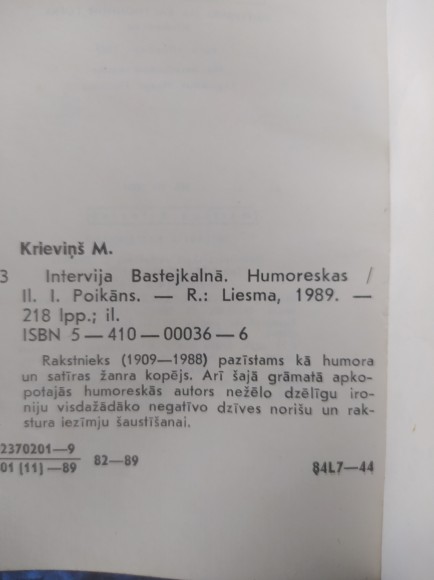 Krieviņš M.
3 Intervija Bastejkalnā. Humoreskas /
Il. I. Poikāns. — R.: Liesma, 1989. —
218 lpp.; il.
ISBN 5—410—00036—6
Rakstnieks (1909—1988) pazīstams kā humora
un satīras žanra kopējs. Arī šajā grāmatā apko-
potajās humoreskās autors nežēlo dzēlīgu iro-
niju visdažādāko negatīvo dzīves norišu un rak-
stura iezīmju šaustīšanai.
2370201—9
01 [11]—89
82—89
84L7—44